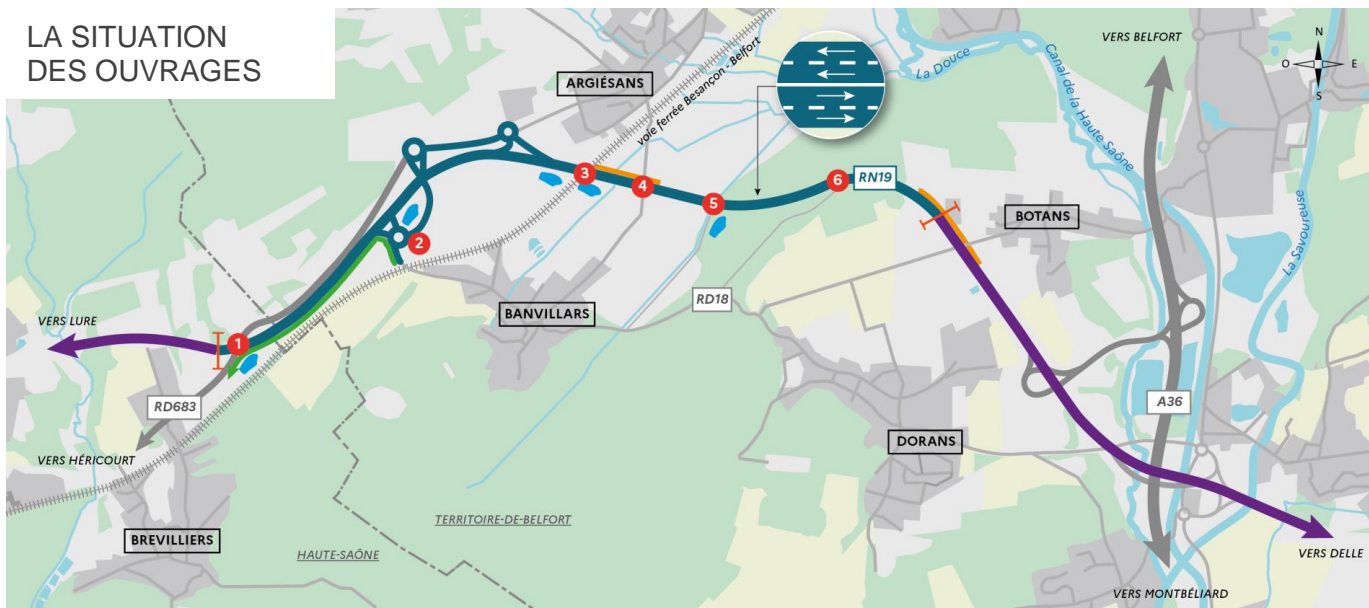 LA SITUATION
DES OUVRAGES
VERS BELFORT
N
O
E
S
La Douce
Canal de la Haute Saône
ARGIÉSANS
voie ferrée Besançon - Belfort
La Savoureuse
3
4
5
6
RN19
BOTANS
2
RD18
BANVILLARS
VERS LURE
1
RD683
A36
VERS HÉRICOURT
DORANS
TERRITOIRE-DE-BELFORT
BREVILLIERS
HAUTE-SAÔNE
VERS DELLE
VERS MONTBÉLIARD